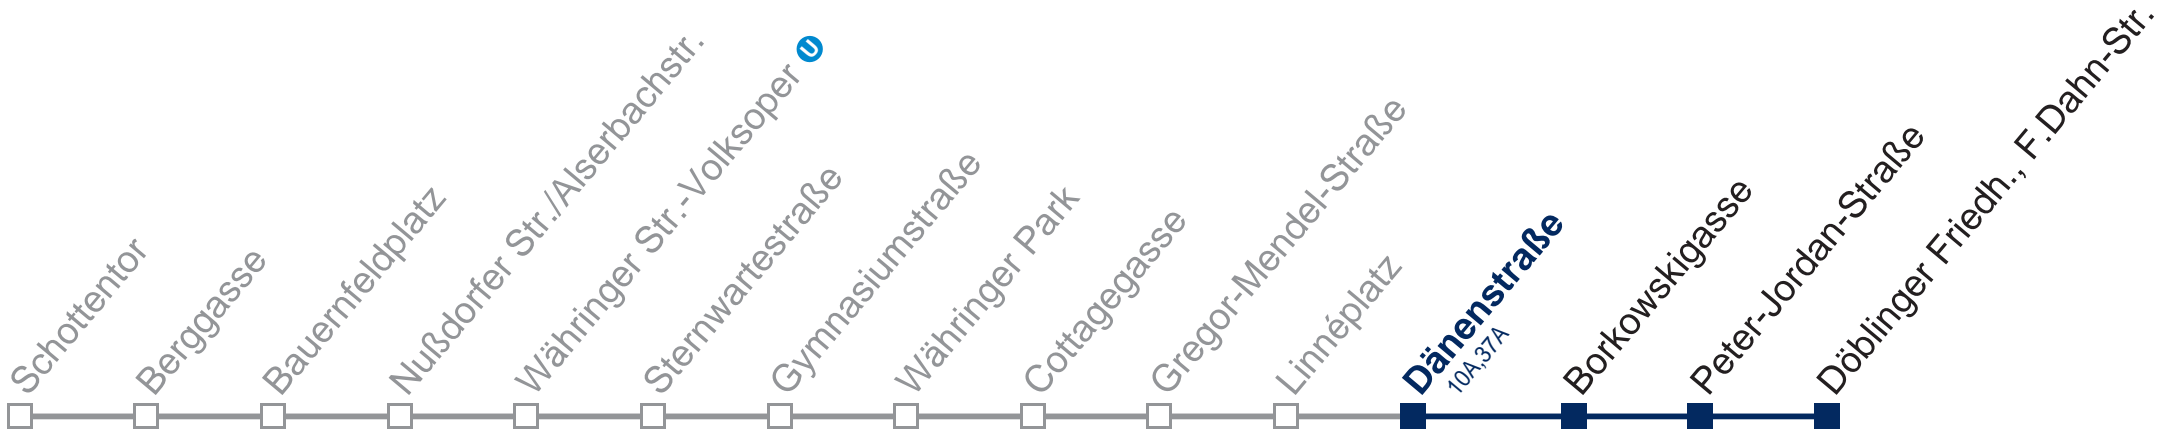 Schottentor
Berggasse
Bauernfeldplatz
Nußdorfer Str./Alserbachstr.
Währinger Str.-Volksoper U
Sternwartestraße
Gymnasiumstraße
Währinger Park
Cottagegasse
Gregor-Mendel-Straße
Linnéplatz
Dänenstraße
10A,37A
Borkowskigasse
Peter-Jordan-Straße
Döblinger Friedh., F.Dahn-Str.